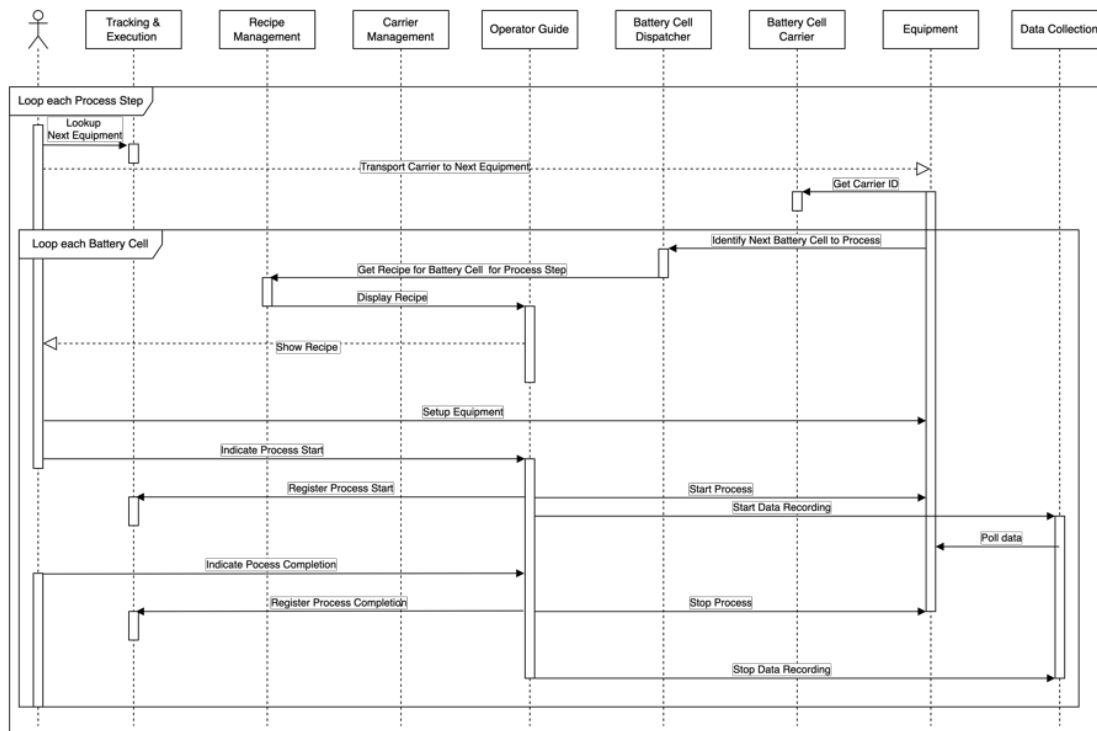 Tracking &
Execution
Recipe
Management
Carrier
Management
Operator Guide
Battery Cell
Dispatcher
Battery Cell
Carrier
Equipment
Data Collection
Loop each Process Step
Lookup
Next Equipment
Transport Carrier to Next Equipment
Get Carrier ID
Loop each Battery Cell
Identify Next Battery Cell to Process
Get Recipe for Battery Cell for Process Step
Display Recipe
Show Recipe
Setup Equipment
Indicate Process Start
Register Process Start
Start Process
Start Data Recording
Poll data
Indicate Pocess Completion
Register Process Completion
Stop Process
Stop Data Recording